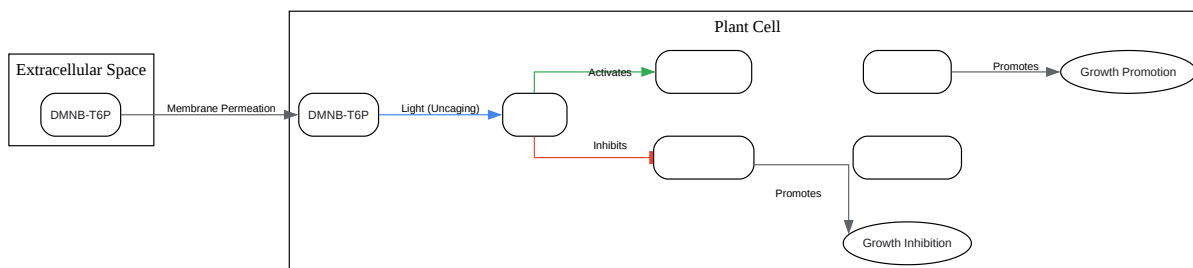 Plant Cell
Extracellular Space
Activates
Promotes
Growth Promotion
DMNB-T6P
Membrane Permeation
DMNB-T6P
Light (Uncaging)
Inhibits
Promotes
Growth Inhibition